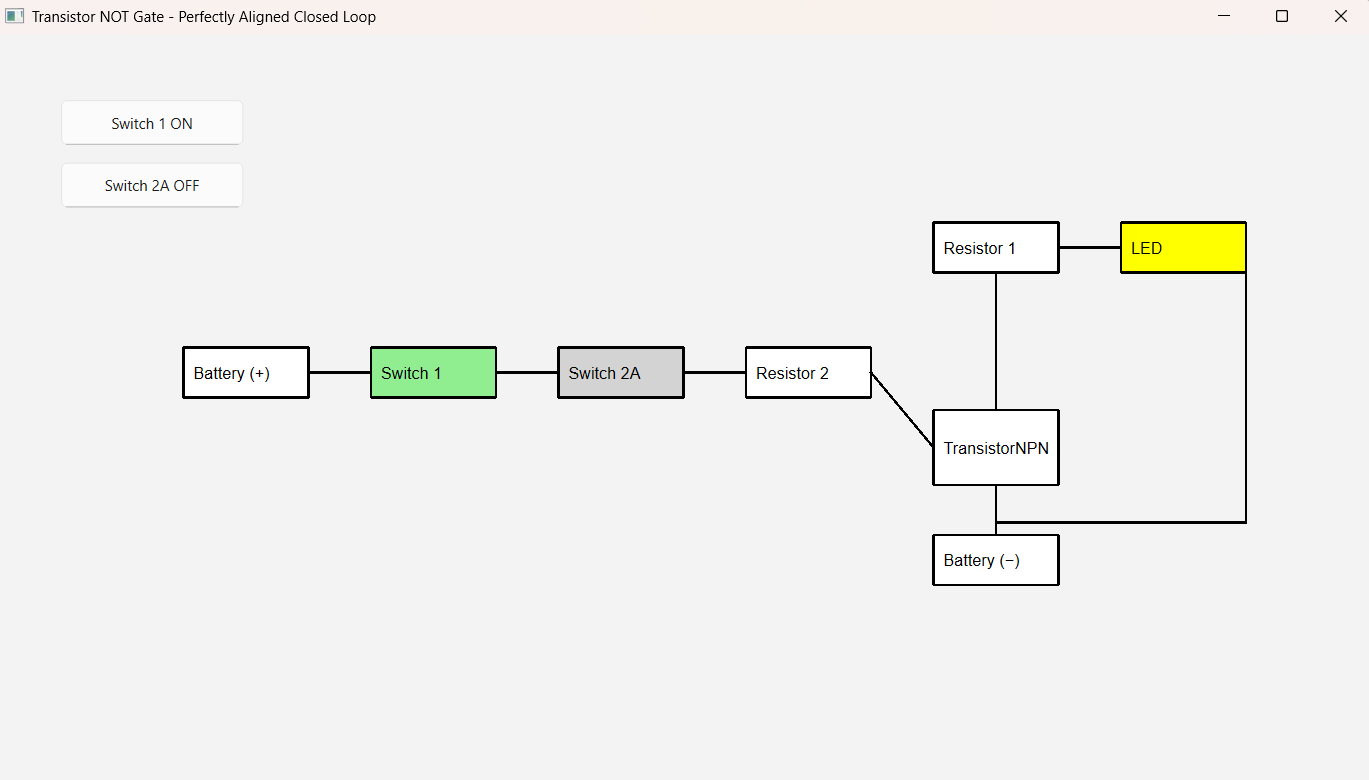 Transistor NOT Gate - Perfectly Aligned Closed Loop
Switch 1 ON
Switch 2A OFF
Resistor 1
LED
Battery (+)
Switch 1
Switch 2A
Resistor 2
TransistorNPN
Battery (−)